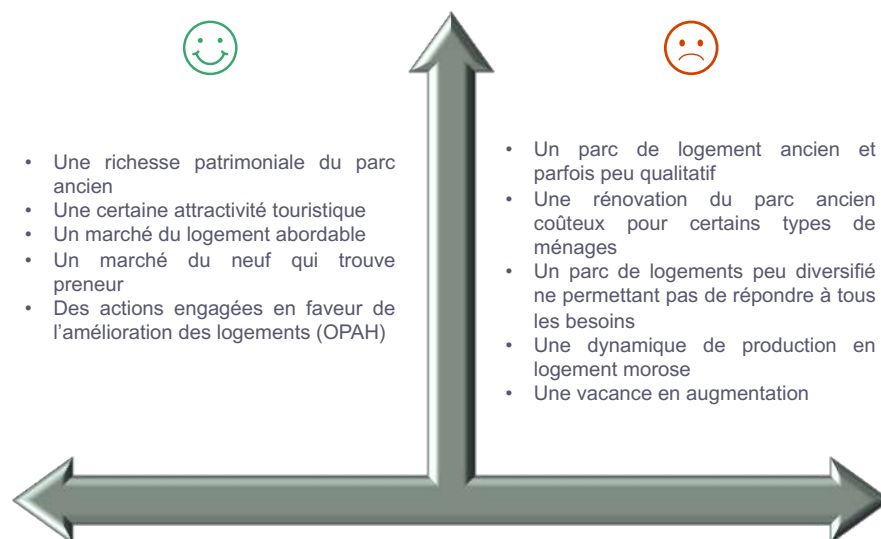 • Une richesse patrimoniale du parc
ancien
• Une certaine attractivité touristique
• Un marché du logement abordable
• Un marché du neuf qui trouve
preneur
• Des actions engagées en faveur de
l’amélioration des logements (OPAH)
• Un parc de logement ancien et
parfois peu qualitatif
• Une rénovation du parc ancien
coûteux pour certains types de
ménages
• Un parc de logements peu diversifié
ne permettant pas de répondre à tous
les besoins
• Une dynamique de production en
logement morose
• Une vacance en augmentation